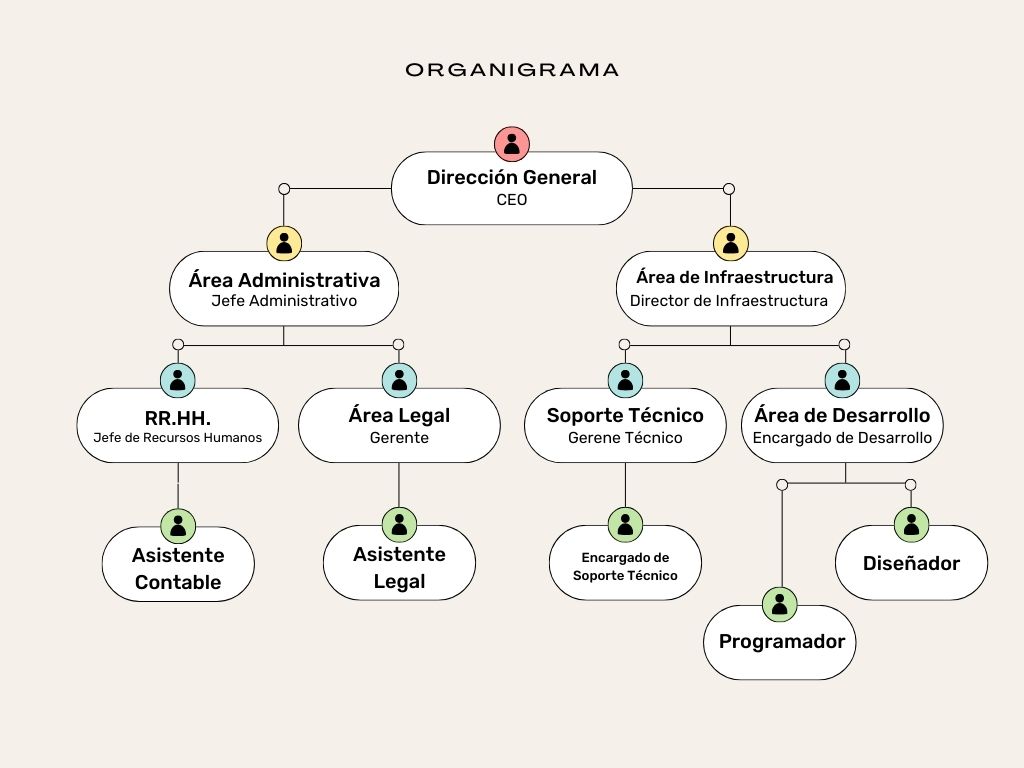 ORGANIGRAMA
Dirección General
CEO
Área Administrativa
Jefe Administrativo
Área de Infraestructura
Director de Infraestructura
RR.HH.
Jefe de Recursos Humanos
Área Legal
Gerente
Soporte Técnico
Gerene Técnico
Área de Desarrollo
Encargado de Desarrollo
Asistente
Contable
Asistente
Legal
Encargado de
Soporte Técnico
Diseñador
Programador